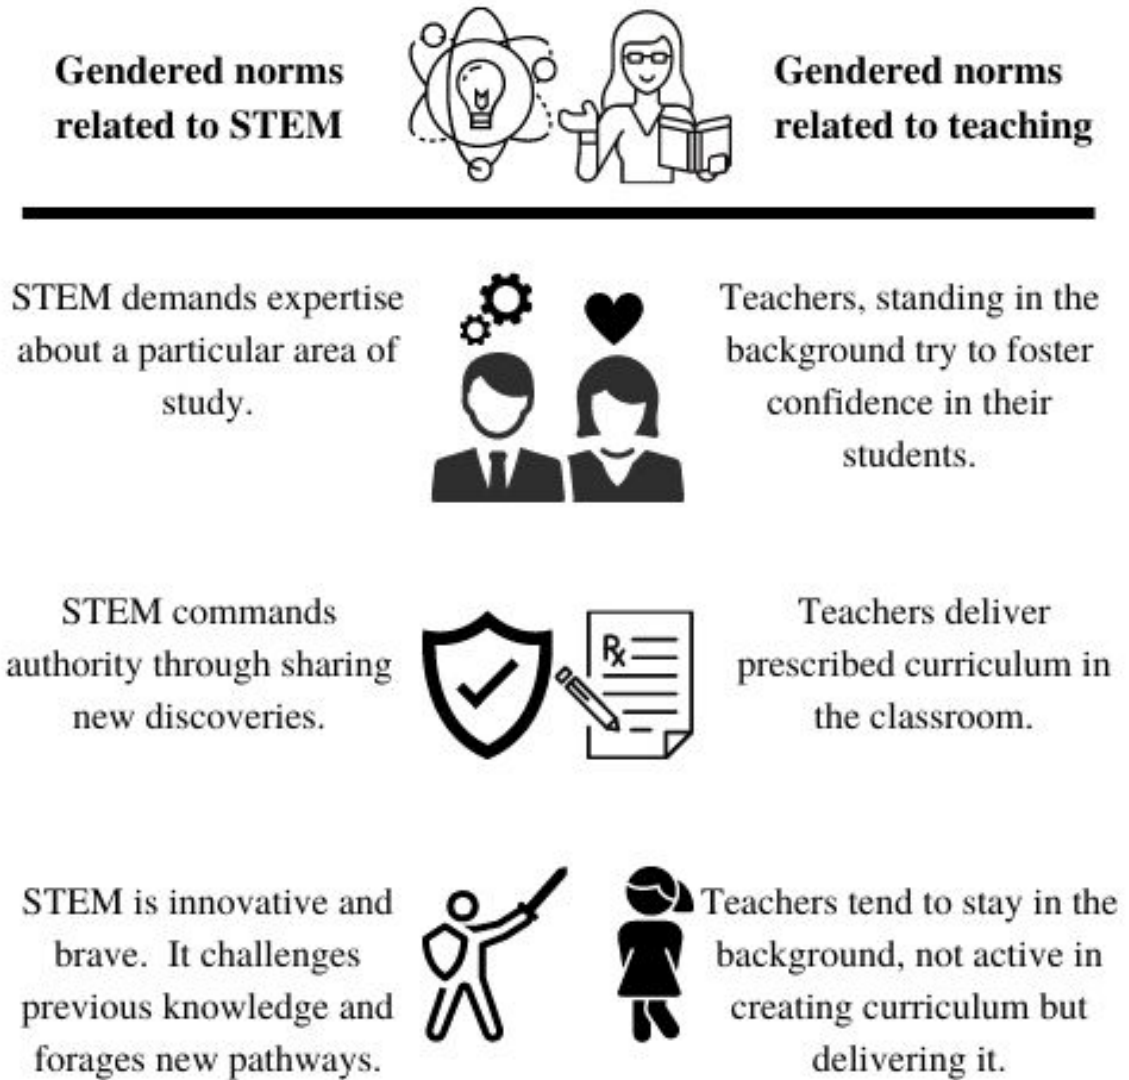 Gendered norms
related to STEM
Gendered norms
related to teaching
STEM demands expertise
about a particular area of
study.
Teachers, standing in the
background try to foster
confidence in their
students.
STEM commands
authority through sharing
new discoveries.
Rx
Teachers deliver
prescribed curriculum in
the classroom.
STEM is innovative and
brave.  It challenges
previous knowledge and
forages new pathways.
Teachers tend to stay in the
background, not active in
creating curriculum but
delivering it.